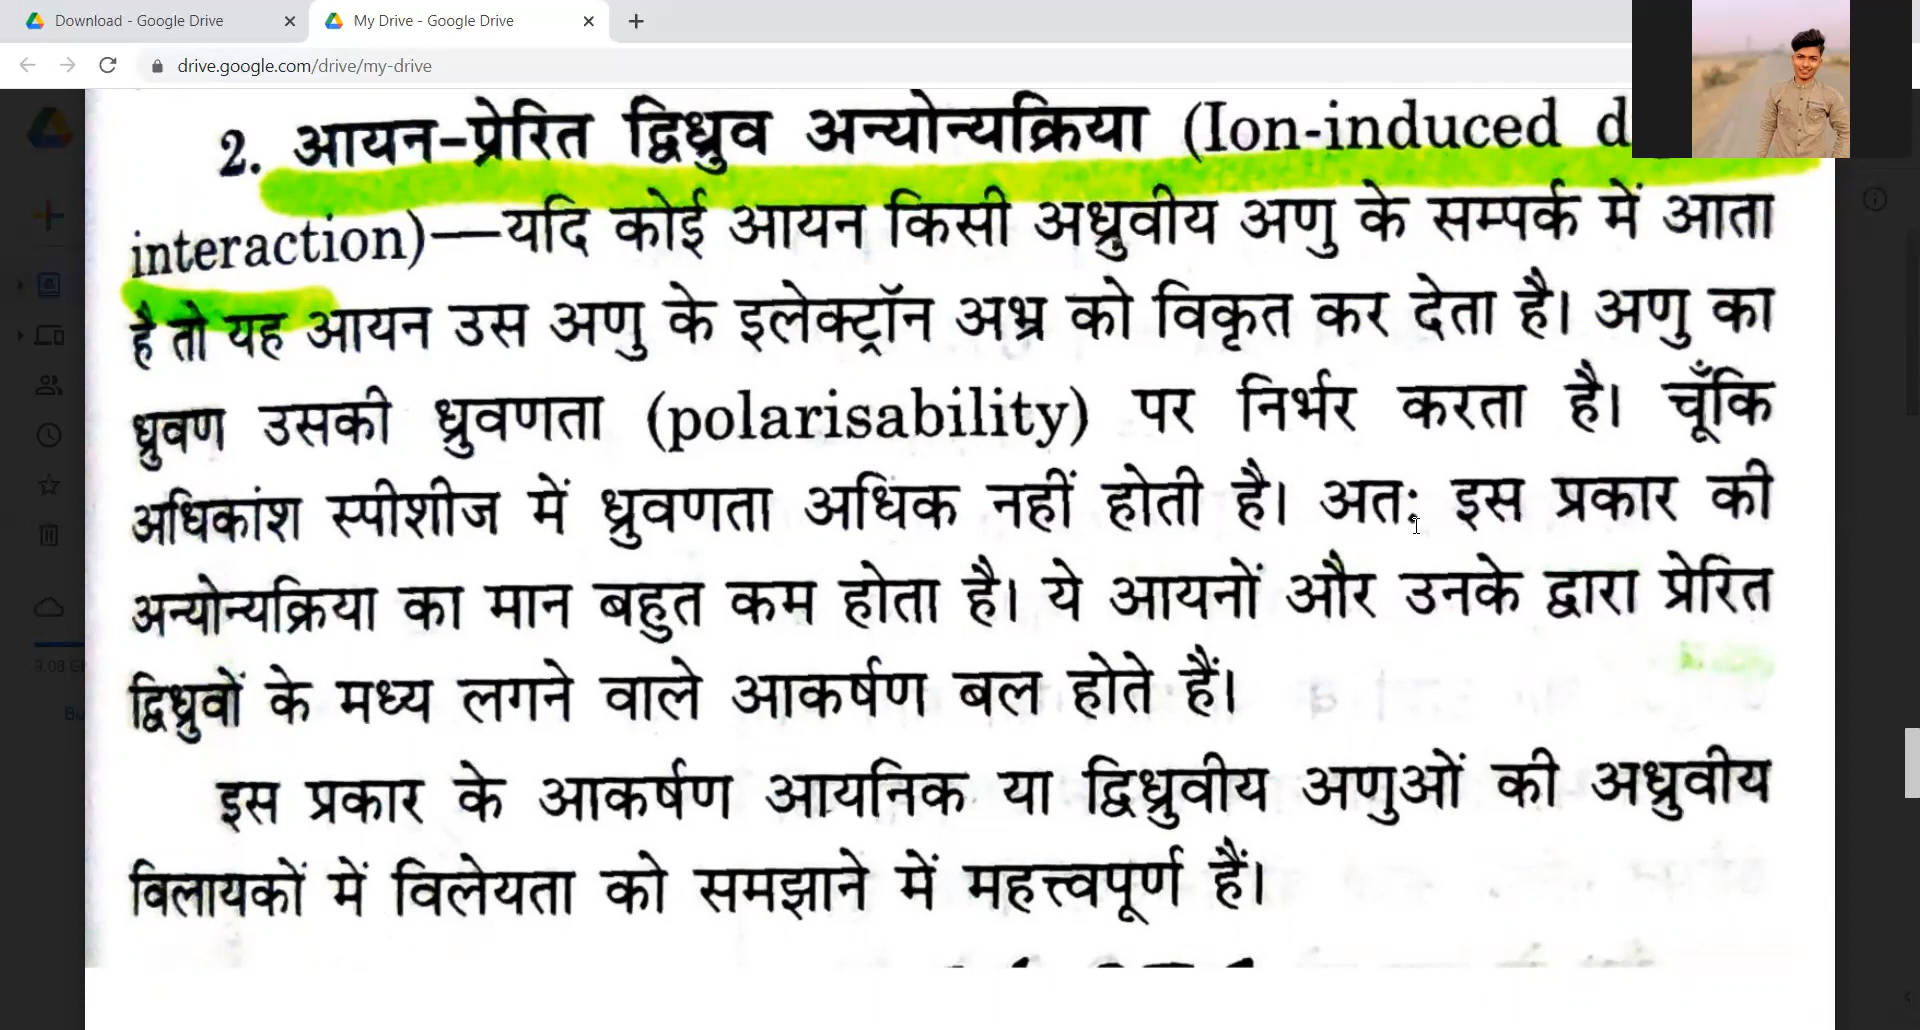 Download - Google Drive
My Drive - Google Drive
drive.google.com/drive/my-drive
2. आयन-प्रेरित द्विध्रुव अन्योन्यक्रिया (Ion-induced
interaction)—यदि कोई आयन किसी अध्रुवीय अणु के सम्पर्क में आता
है तो यह आयन उस अणु के इलेक्ट्रॉन अभ्र को विकृत कर देता है। अणु का
ध्रुवण उसकी ध्रुवणता (polarisability) पर निर्भर करता है। चूँकि
अधिकांश स्पीशीज में ध्रुवणता अधिक नहीं होती है। अतः इस प्रकार की
अन्योन्यक्रिया का मान बहुत कम होता है। ये आयनों और उनके द्वारा प्रेरित
द्विध्रुवों के मध्य लगने वाले आकर्षण बल होते हैं।
इस प्रकार के आकर्षण आयनिक या द्विध्रुवीय अणुओं की अध्रुवीय
विलायकों में विलेयता को समझाने में महत्त्वपूर्ण हैं।